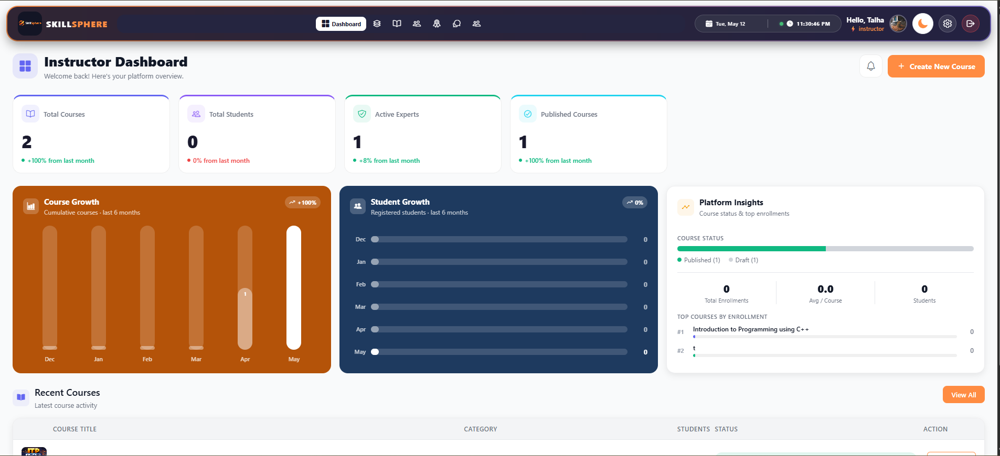 SkillSphere
SKILLSPHERE
Dashboard
Tue, May 12
11:30:46 PM
Hello, Talha
instructor
Instructor Dashboard
Welcome back! Here's your platform overview.
+ Create New Course
Total Courses
2
+100% from last month
Total Students
0
0% from last month
Active Experts
1
+8% from last month
Published Courses
1
+100% from last month
Course Growth
Cumulative courses · last 6 months
+100%
1
Dec
Jan
Feb
Mar
Apr
May
Student Growth
Registered students · last 6 months
0%
Dec 0
Jan 0
Feb 0
Mar 0
Apr 0
May 0
Platform Insights
Course status & top enrollments
COURSE STATUS
Published (1) Draft (1)
0
Total Enrollments
0.0
Avg / Course
0
Students
TOP COURSES BY ENROLLMENT
#1 Introduction to Programming using C++ 0
#2 t 0
Recent Courses
Latest course activity
View All
COURSE TITLE CATEGORY STUDENTS STATUS ACTION
ITP